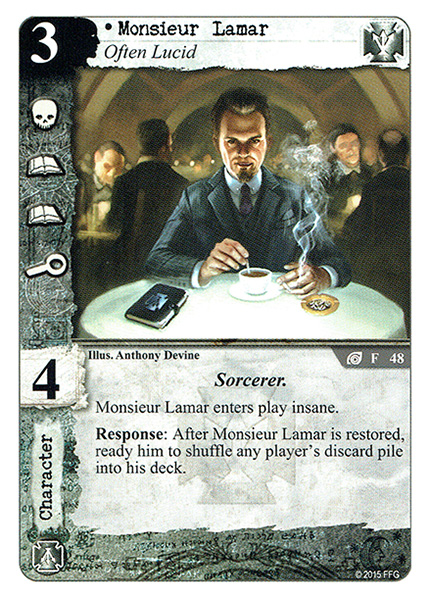 3
• Monsieur Lamar
Often Lucid
Illus. Anthony Devine
F 48
4
Sorcerer.
Monsieur Lamar enters play insane.
Response: After Monsieur Lamar is restored,
ready him to shuffle any player's discard pile
into his deck.
Character
© 2015 FFG